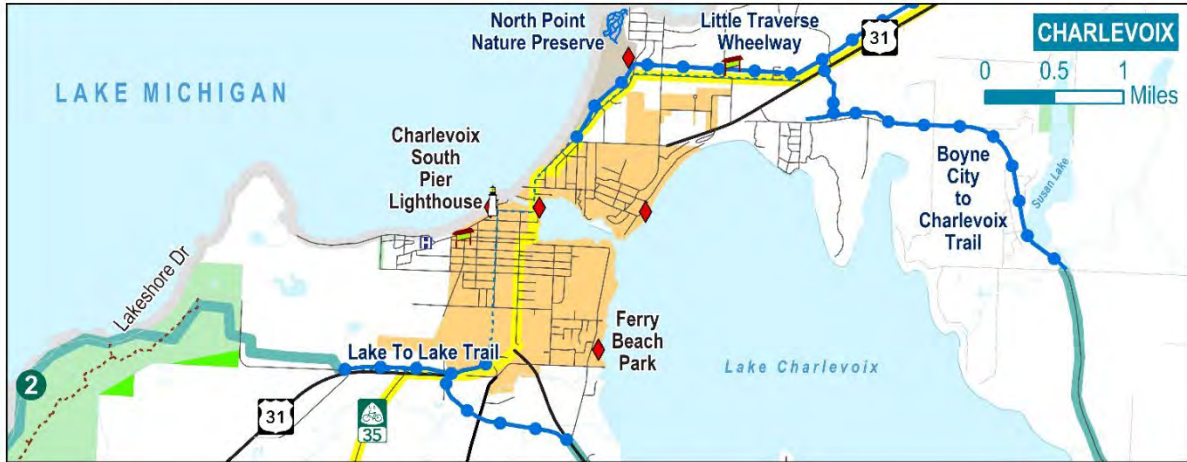 North Point
Nature Preserve
Little Traverse
Wheelway
31
CHARLEVOIX
0 0.5 1
Miles
LAKE MICHIGAN
Charlevoix
South
Pier
Lighthouse
Boyne
City
to
Charlevoix
Trail
Susan Lake
H
Lakeshore Dr
Ferry
Beach
Park
Lake To Lake Trail
Lake Charlevoix
2
31
35